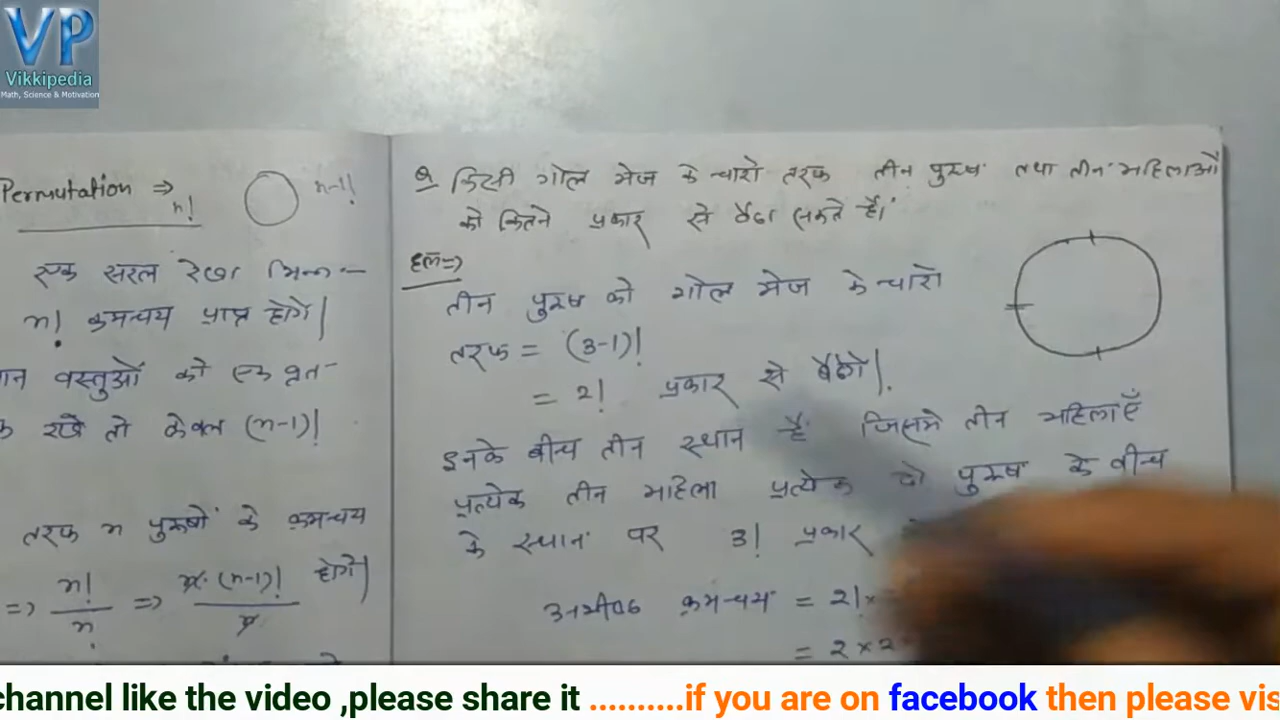 VP
Vikkipedia
Math, Science & Motivation
Permutation ⇒ n!
n-1!
एक सरल रेखा भिन्न-
n! क्रमचय प्राप्त होंगे|
वस्तुओं को एक वृत-
रखें तो केवल (n-1)!
तरफ n पुरुषों के क्रमचय
=> n!/n => n·(n-1)!/n होंगे|
Q किसी गोल मेज के चारो तरफ तीन पुरुष तथा तीन महिलाओं
को कितने प्रकार से बैठा सकते हैं।
हल=>
तीन पुरुष को गोल मेज के चारो
तरफ = (3-1)!
= 2! प्रकार से बैठेंगे|.
इनके बीच तीन स्थान हैं जिसमे तीन महिलाएँ
प्रत्येक तीन महिला प्रत्येक दो पुरुष के बीच
के स्थान पर 3! प्रकार
अभीष्ठ क्रमचय = 2!×
= 2×2
channel like the video ,please share it ..........if you are on facebook then please vis